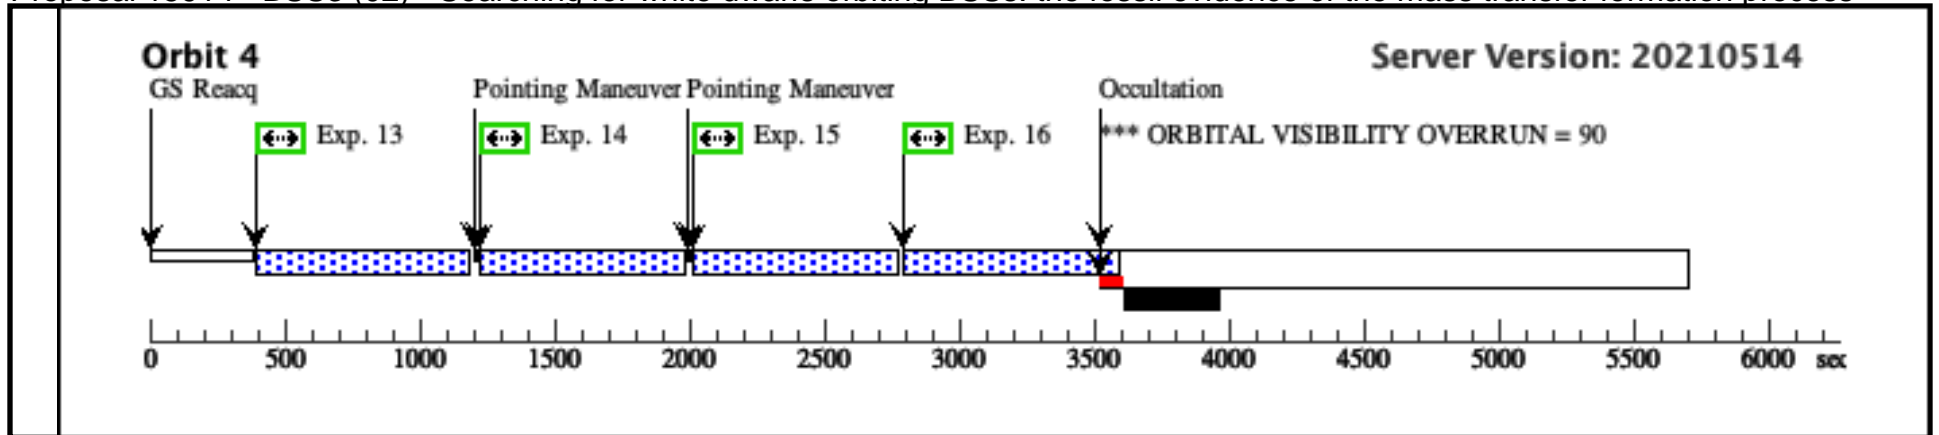 Orbit 4
Server Version: 20210514
GS Reacq
Pointing Maneuver Pointing Maneuver
Occultation
Exp. 13
Exp. 14
Exp. 15
Exp. 16
*** ORBITAL VISIBILITY OVERRUN = 90
0 500 1000 1500 2000 2500 3000 3500 4000 4500 5000 5500 6000 sec